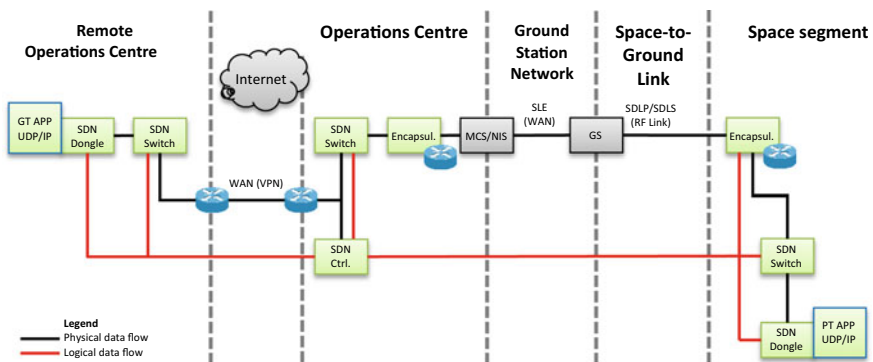 Remote
Operations Centre
Operations Centre
Ground
Station
Network
Space-to-
Ground
Link
Space segment
Internet
GT APP
UDP/IP
SDN
Dongle
SDN
Switch
WAN (VPN)
SDN
Switch
Encapsul.
MCS/NIS
SLE
(WAN)
GS
SDLP/SDLS
(RF Link)
Encapsul.
SDN
Ctrl.
SDN
Switch
SDN
Dongle
PT APP
UDP/IP
Legend
Physical data flow
Logical data flow